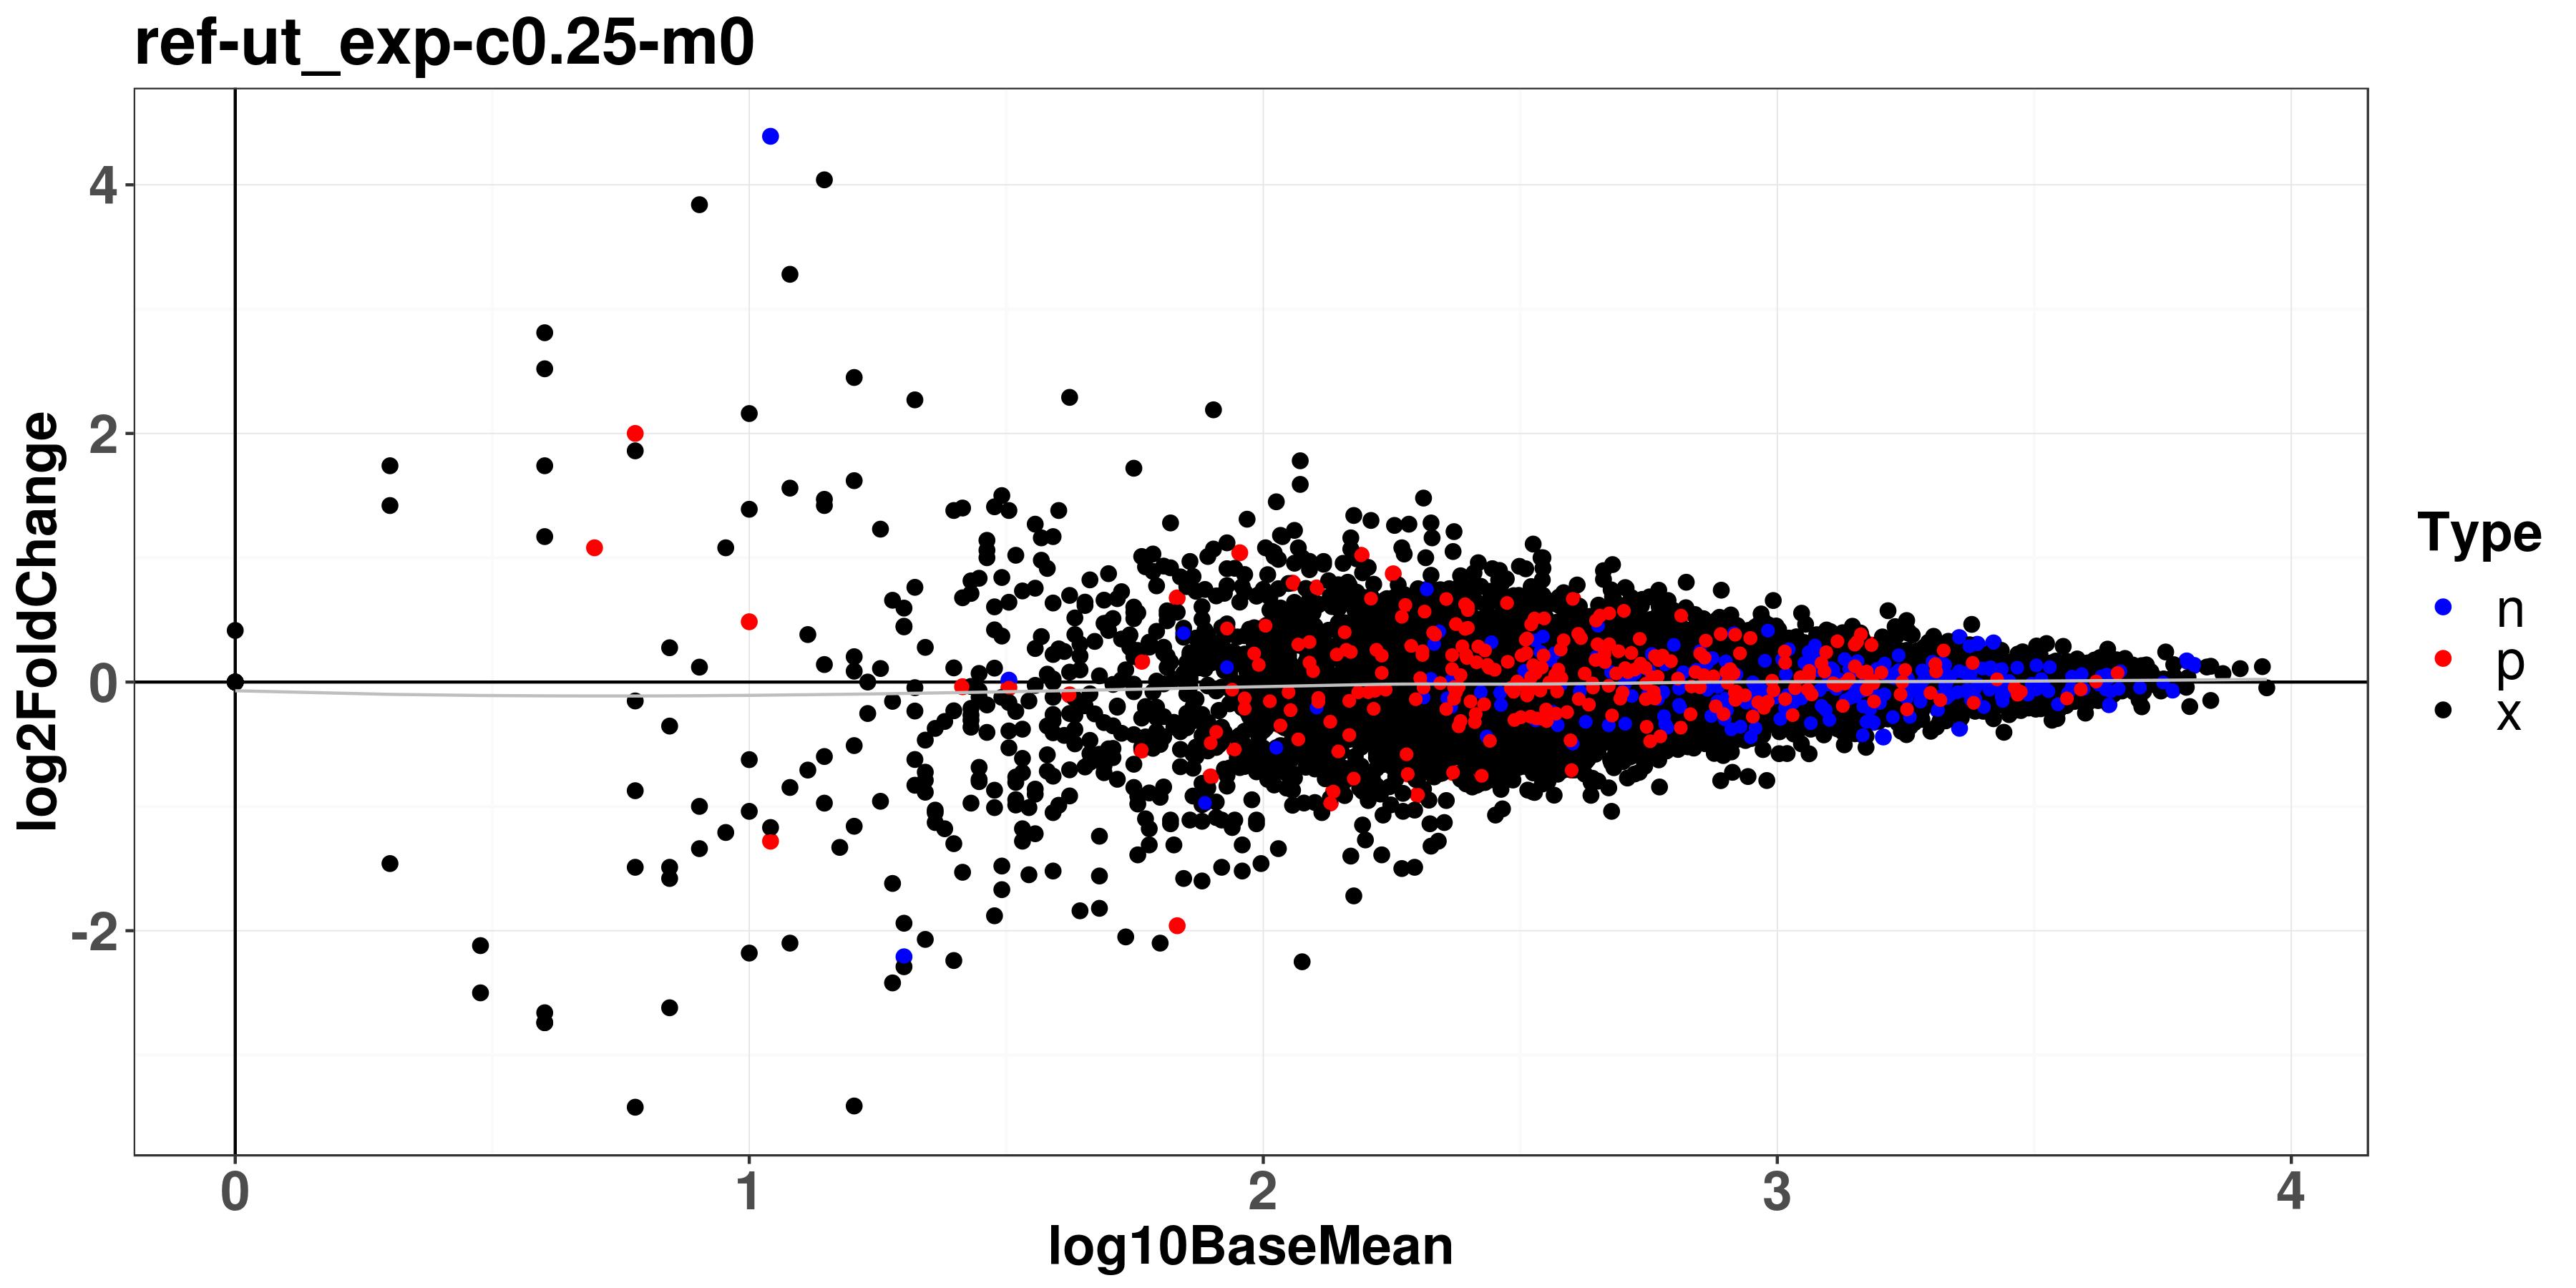 ref-ut_exp-c0.25-m0
log2FoldChange
4
2
0
-2
0 1 2 3 4
log10BaseMean
Type
n
p
x